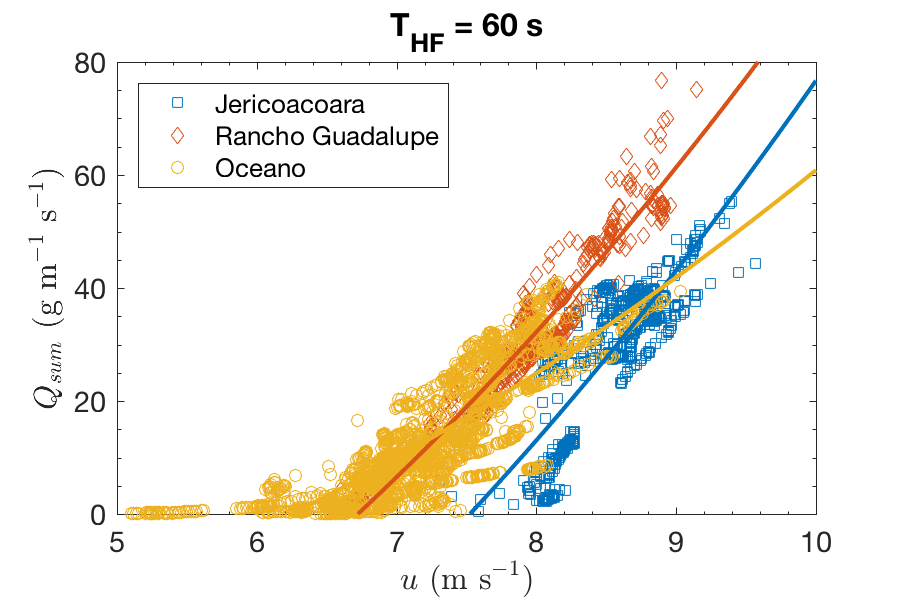 T_HF = 60 s
80
60
40
20
0
Q_sum (g m⁻¹ s⁻¹)
Jericoacoara
Rancho Guadalupe
Oceano
5 6 7 8 9 10
u (m s⁻¹)